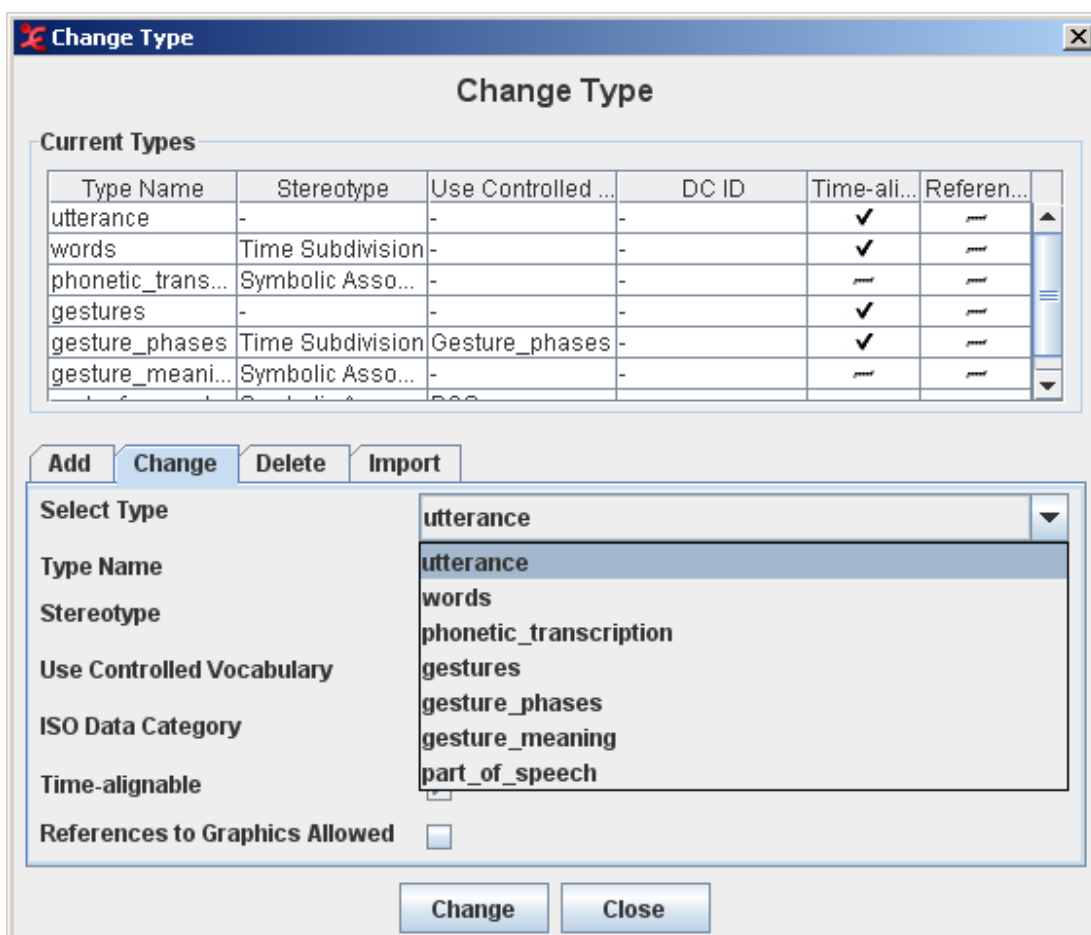 Change Type
Change Type
Current Types
Type Name Stereotype Use Controlled ... DC ID Time-ali... Referen...
utterance - - -
words Time Subdivision - -
phonetic_trans... Symbolic Asso... - -
gestures - - -
gesture_phases Time Subdivision Gesture_phases -
gesture_meani... Symbolic Asso... - -
Add Change Delete Import
Select Type utterance
Type Name utterance
words
Stereotype
phonetic_transcription
Use Controlled Vocabulary gestures
gesture_phases
ISO Data Category gesture_meaning
Time-alignable part_of_speech
References to Graphics Allowed
Change Close